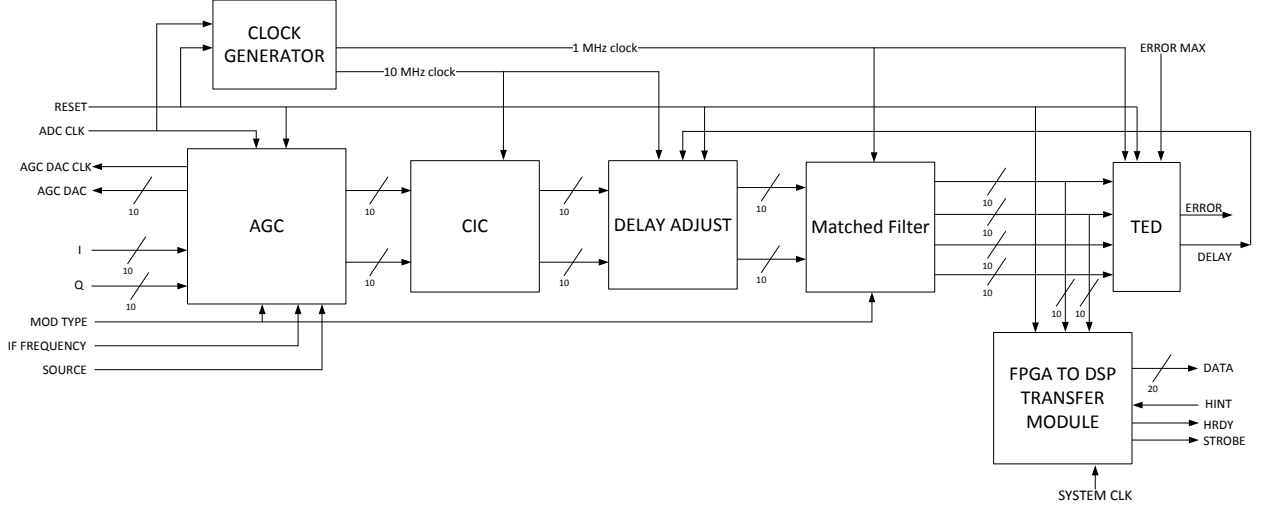 CLOCK
GENERATOR
1 MHz clock
ERROR MAX
10 MHz clock
RESET
ADC CLK
AGC DAC CLK
AGC DAC
10
I
10
Q
10
AGC
10
10
CIC
10
10
DELAY ADJUST
10
10
Matched Filter
10
10
10
10
TED
ERROR
DELAY
10
10
MOD TYPE
IF FREQUENCY
SOURCE
FPGA TO DSP
TRANSFER
MODULE
DATA
20
HINT
HRDY
STROBE
SYSTEM CLK